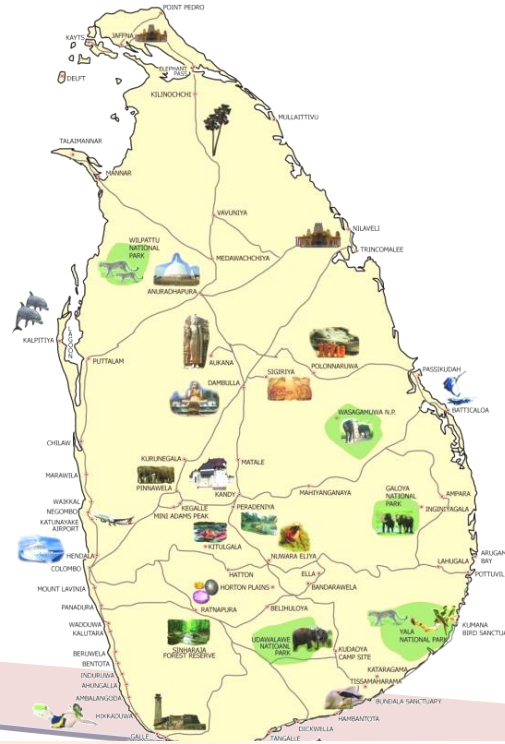 POINT PEDRO
KAYTS
JAFFNA
ELEPHANT
PASS
DELFT
KILINOCHCHI
MULLAITTIVU
TALAIMANNAR
MANNAR
VAVUNIYA
NILAVELI
TRINCOMALEE
WILPATTU
NATIONAL
PARK
MEDAWACHCHIYA
ANURADHAPURA
KALPITIYA
LAGOON
PUTTALAM
AUKANA
POLONNARUWA
SIGIRIYA
DAMBULLA
PASSIKUDAH
BATTICALOA
WASAGAMUWA N.P.
CHILAW
KURUNEGALA
MATALE
MARAWILA
PINNAWELA
KANDY
MAHIYANGANAYA
GALOYA
NATIONAL
PARK
AMPARA
INGINIYAGALA
WAIKKAL
NEGOMBO
KATUNAYAKE
AIRPORT
KEGALLE
MINI ADAMS PEAK
PERADENIYA
KITULGALA
NUWARA ELIYA
HENDALA
COLOMBO
ARUGAM
BAY
LAHUGALA
POTTUVIL
HATTON
ELLA
MOUNT LAVINIA
HORTON PLAINS
BANDARAWELA
PANADURA
RATNAPURA
BELIHULOYA
WADDUWA
KALUTARA
KUMANA
BIRD SANCTUA
YALA
NATIONAL PARK
SINHARAJA
FOREST RESERVE
UDAWALAWE
NATIOANL
PARK
KUDAOYA
CAMP SITE
BERUWELA
BENTOTA
INDURUWA
AHUNGALLA
AMBALANGODA
KATARAGAMA
TISSAMAHARAMA
BUNDALA SANCTUARY
HIKKADUWA
HAMBANTOTA
GALLE
DICKWELLA
TANGALLE